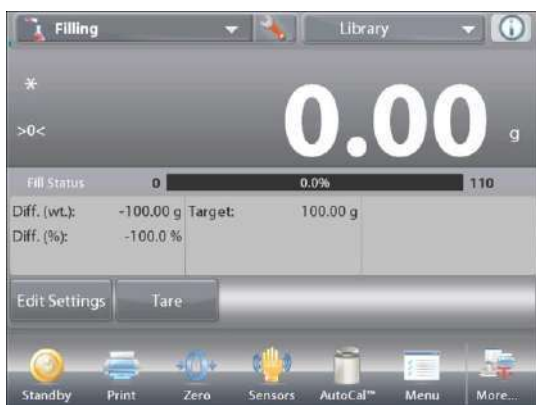 Filling Library
*
>0<
0.00 g
Fill Status 0 0.0% 110
Diff. (wt.): -100.00 g Target: 100.00 g
Diff. (%): -100.0 %
Edit Settings Tare
Standby Print Zero Sensors AutoCal™ Menu More...